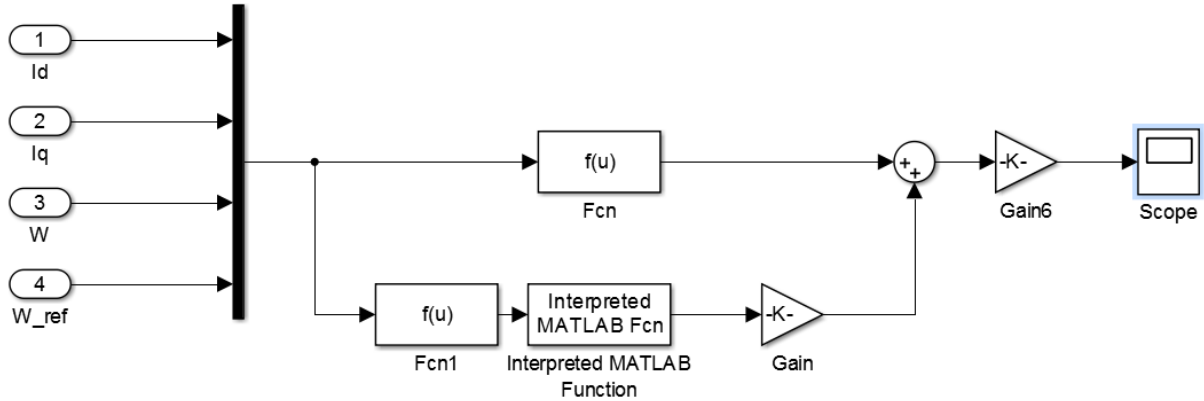 1
Id
2
Iq
3
W
4
W_ref
f(u)
Fcn
f(u)
Fcn1
Interpreted
MATLAB Fcn
Interpreted MATLAB
Function
-K-
Gain
+
+
-K-
Gain6
Scope